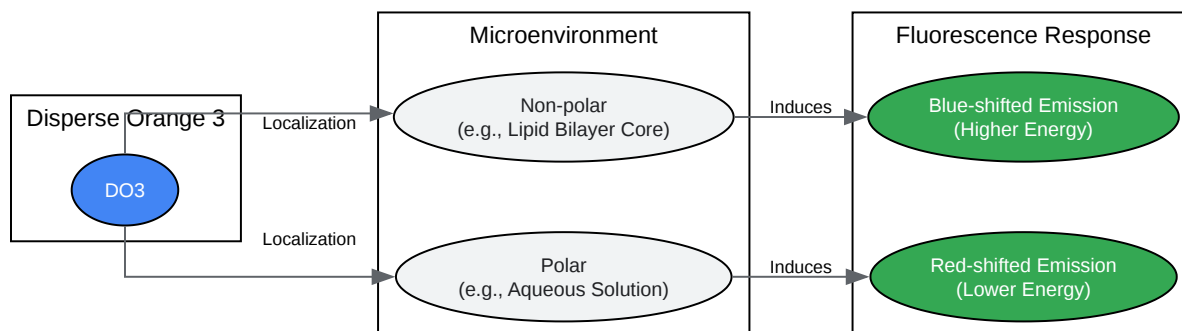 Disperse Orange 3
DO3
Localization
Localization
Microenvironment
Non-polar
(e.g., Lipid Bilayer Core)
Polar
(e.g., Aqueous Solution)
Induces
Induces
Fluorescence Response
Blue-shifted Emission
(Higher Energy)
Red-shifted Emission
(Lower Energy)